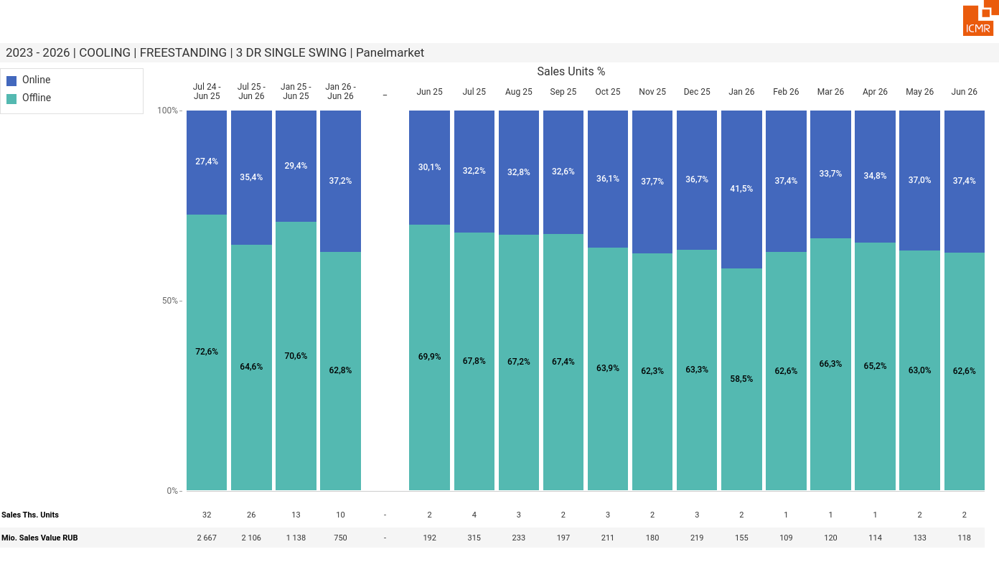 ICMR
2023 - 2026 | COOLING | FREESTANDING | 3 DR SINGLE SWING | Panelmarket
Online
Offline
Sales Units %
Jul 24 - Jun 25 Jul 25 - Jun 26 Jan 25 - Jun 25 Jan 26 - Jun 26 – Jun 25 Jul 25 Aug 25 Sep 25 Oct 25 Nov 25 Dec 25 Jan 26 Feb 26 Mar 26 Apr 26 May 26 Jun 26
100%
27,4% 35,4% 29,4% 37,2% 30,1% 32,2% 32,8% 32,6% 36,1% 37,7% 36,7% 41,5% 37,4% 33,7% 34,8% 37,0% 37,4%
50%
72,6% 64,6% 70,6% 62,8% 69,9% 67,8% 67,2% 67,4% 63,9% 62,3% 63,3% 58,5% 62,6% 66,3% 65,2% 63,0% 62,6%
0%
Sales Ths. Units 32 26 13 10 - 2 4 3 2 3 2 3 2 1 1 1 2 2
Mio. Sales Value RUB 2 667 2 106 1 138 750 - 192 315 233 197 211 180 219 155 109 120 114 133 118